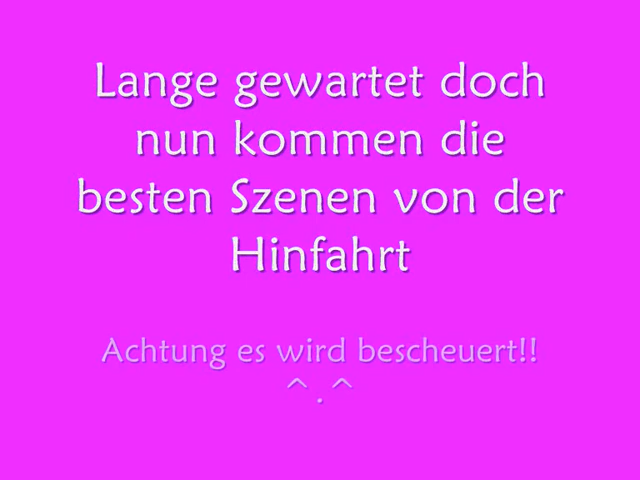 Lange gewartet doch
nun kommen die
besten Szenen von der
Hinfahrt
Achtung es wird bescheuert!!
^.^